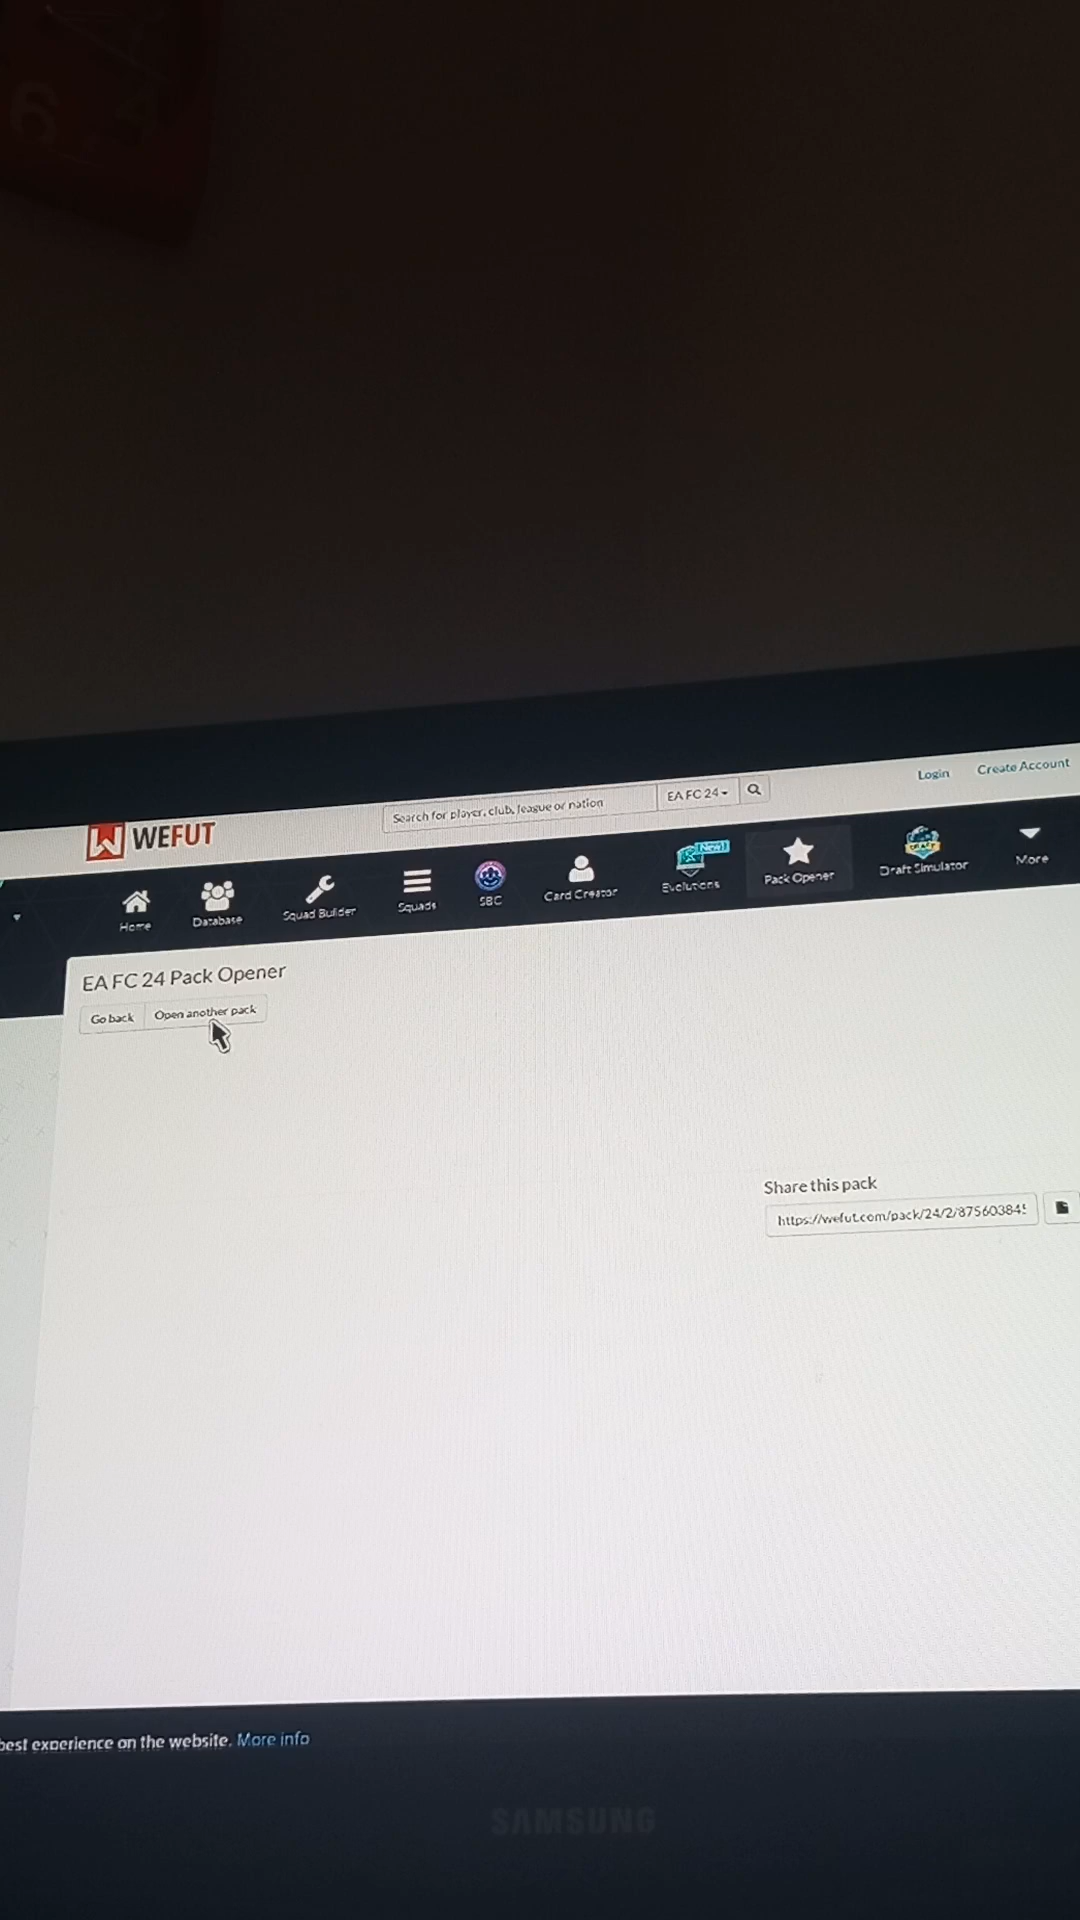 6 4
Login Create Account
WEFUT Search for player, club, league or nation EA FC 24
Home Database Squad Builder Squads SBC Card Creator Evolutions New! Pack Opener Draft Simulator More
EA FC 24 Pack Opener
Go back Open another pack
Share this pack
https://wefut.com/pack/24/2/87560384
best experience on the website. More info
SAMSUNG